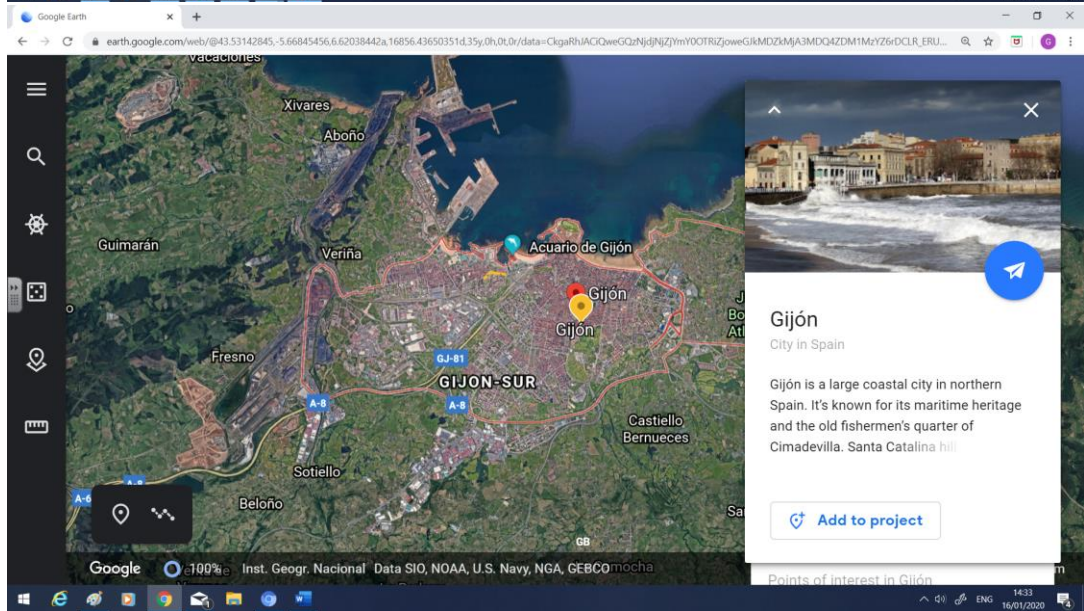 Google Earth
earth.google.com/web/@43.53142845,-5.66845456,6.62038442a,16856.43650351d,35y,0h,0t,0r/
Vacaciones
Xivares
Aboño
Guimarán
Veriña
Acuario de Gijón
Gijón
Gijón
Fresno
GJ-81
GIJON-SUR
A-8
A-8
Castiello
Bernueces
Sotiello
A-8
Beloño
GB
Google 100% Inst. Geogr. Nacional Data SIO, NOAA, U.S. Navy, NGA, GEBCO
Gijón
City in Spain
Gijón is a large coastal city in northern
Spain. It's known for its maritime heritage
and the old fishermen's quarter of
Cimadevilla. Santa Catalina hill
Add to project
Points of interest in Gijón
ENG
14:33
16/01/2020